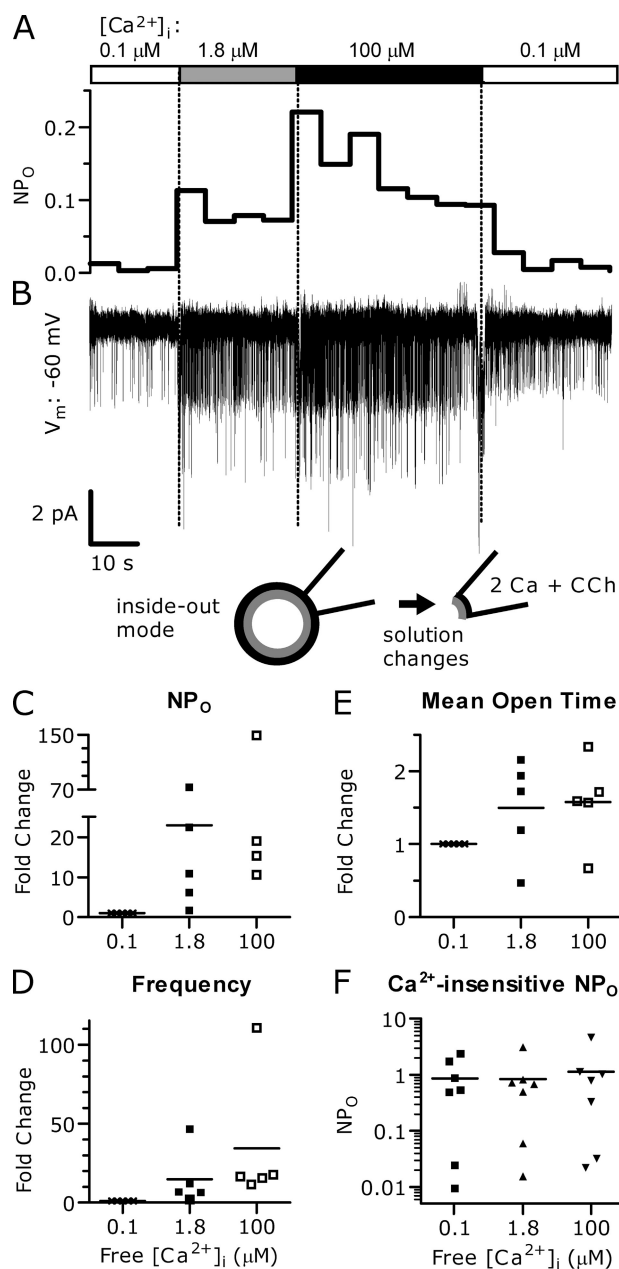 A
[Ca²⁺]ᵢ:
0.1 μM 1.8 μM 100 μM 0.1 μM
0.2
0.1
0.0
NPₒ
B
Vₘ: -60 mV
2 pA
10 s
inside-out
mode
solution
changes
2 Ca + CCh
C NPₒ
150
70
20
10
0
Fold Change
0.1 1.8 100
E Mean Open Time
2
1
0
Fold Change
0.1 1.8 100
D Frequency
100
50
0
Fold Change
0.1 1.8 100
Free [Ca²⁺]ᵢ (μM)
F Ca²⁺-insensitive NPₒ
10
1
0.1
0.01
NPₒ
0.1 1.8 100
Free [Ca²⁺]ᵢ (μM)